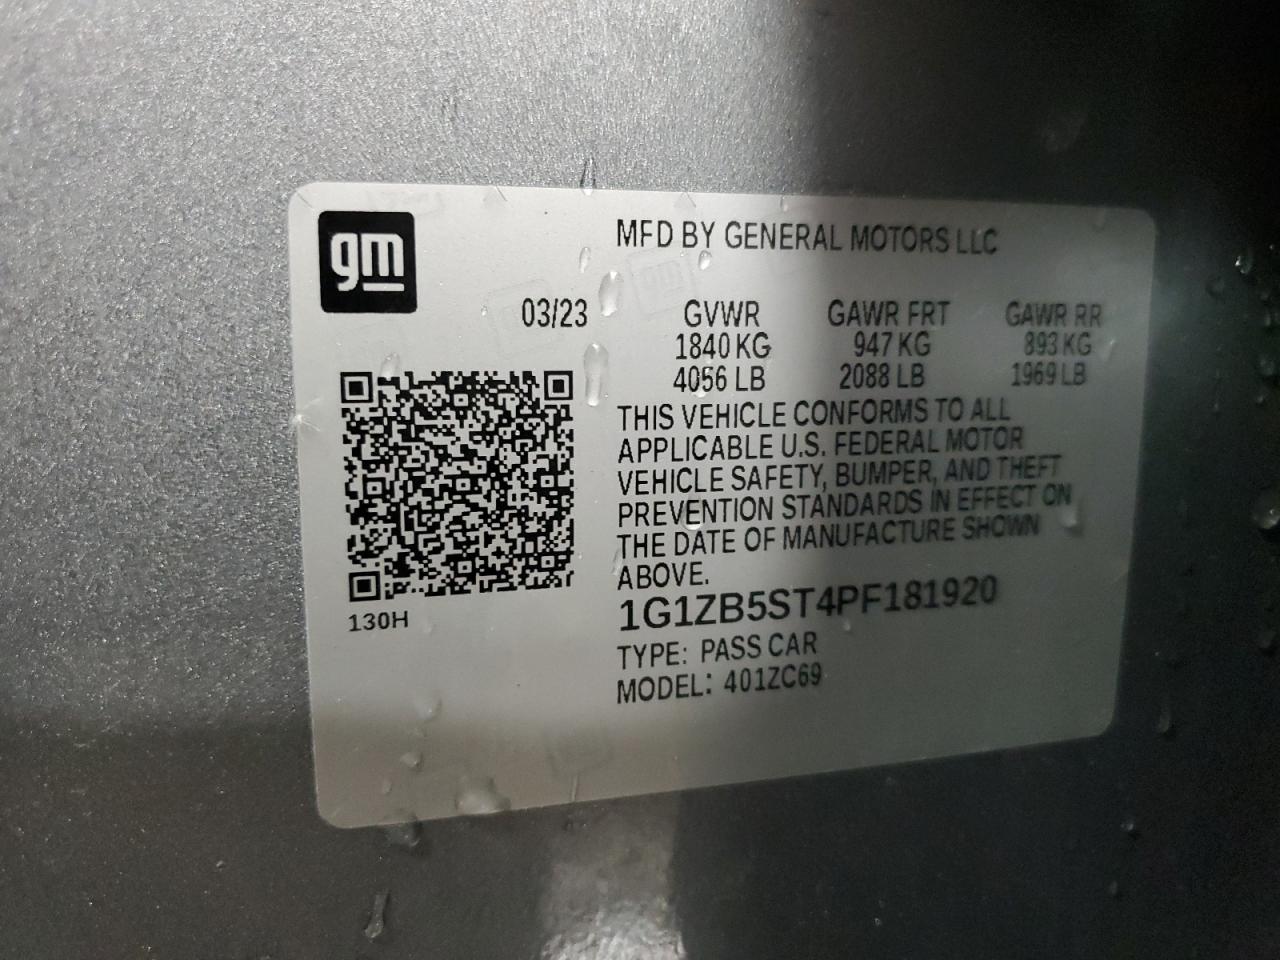 gm
MFD BY GENERAL MOTORS LLC
03/23 GVWR GAWR FRT GAWR RR
1840 KG 947 KG 893 KG
4056 LB 2088 LB 1969 LB
THIS VEHICLE CONFORMS TO ALL
APPLICABLE U.S. FEDERAL MOTOR
VEHICLE SAFETY, BUMPER, AND THEFT
PREVENTION STANDARDS IN EFFECT ON
THE DATE OF MANUFACTURE SHOWN
ABOVE.
130H
1G1ZB5ST4PF181920
TYPE: PASS CAR
MODEL: 401ZC69